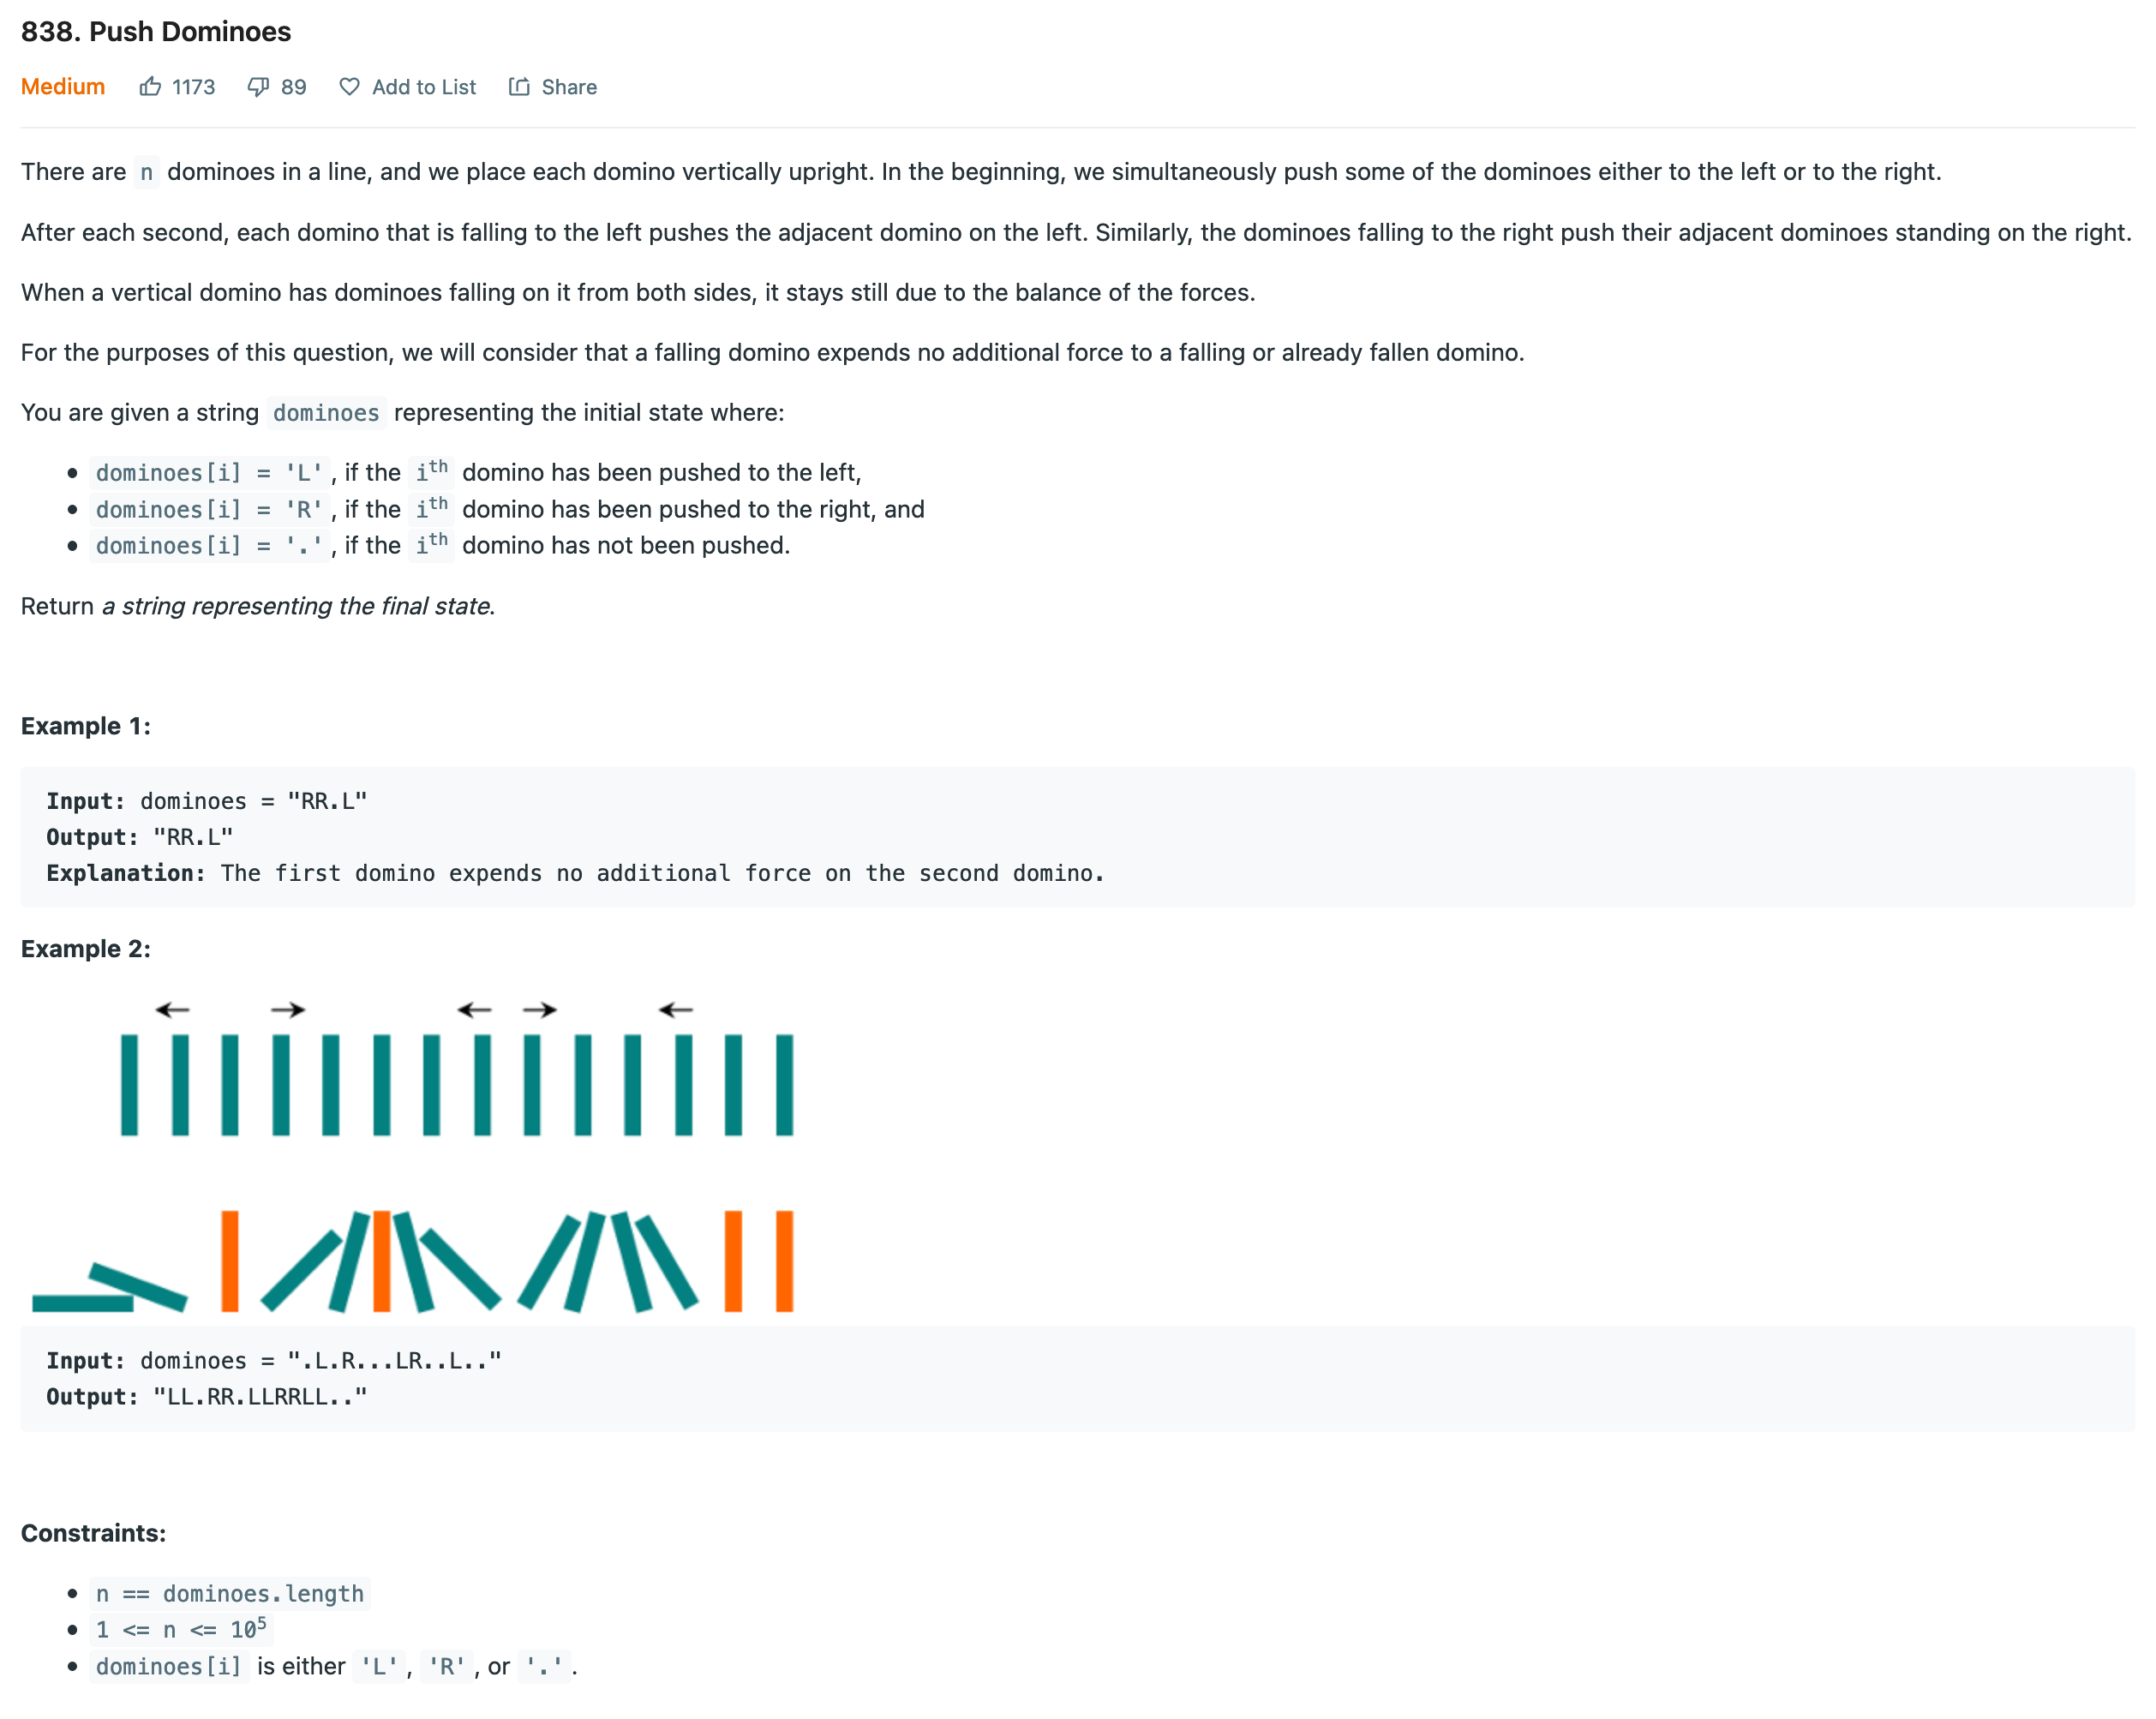 838. Push Dominoes
Medium 1173 89 Add to List Share
There are n dominoes in a line, and we place each domino vertically upright. In the beginning, we simultaneously push some of the dominoes either to the left or to the right.
After each second, each domino that is falling to the left pushes the adjacent domino on the left. Similarly, the dominoes falling to the right push their adjacent dominoes standing on the right.
When a vertical domino has dominoes falling on it from both sides, it stays still due to the balance of the forces.
For the purposes of this question, we will consider that a falling domino expends no additional force to a falling or already fallen domino.
You are given a string dominoes representing the initial state where:
• dominoes[i] = 'L', if the iᵗʰ domino has been pushed to the left,
• dominoes[i] = 'R', if the iᵗʰ domino has been pushed to the right, and
• dominoes[i] = '.', if the iᵗʰ domino has not been pushed.
Return a string representing the final state.
Example 1:
Input: dominoes = "RR.L"
Output: "RR.L"
Explanation: The first domino expends no additional force on the second domino.
Example 2:
Input: dominoes = ".L.R...LR..L.."
Output: "LL.RR.LLRRLL.."
Constraints:
• n == dominoes.length
• 1 <= n <= 10⁵
• dominoes[i] is either 'L', 'R', or '.'.